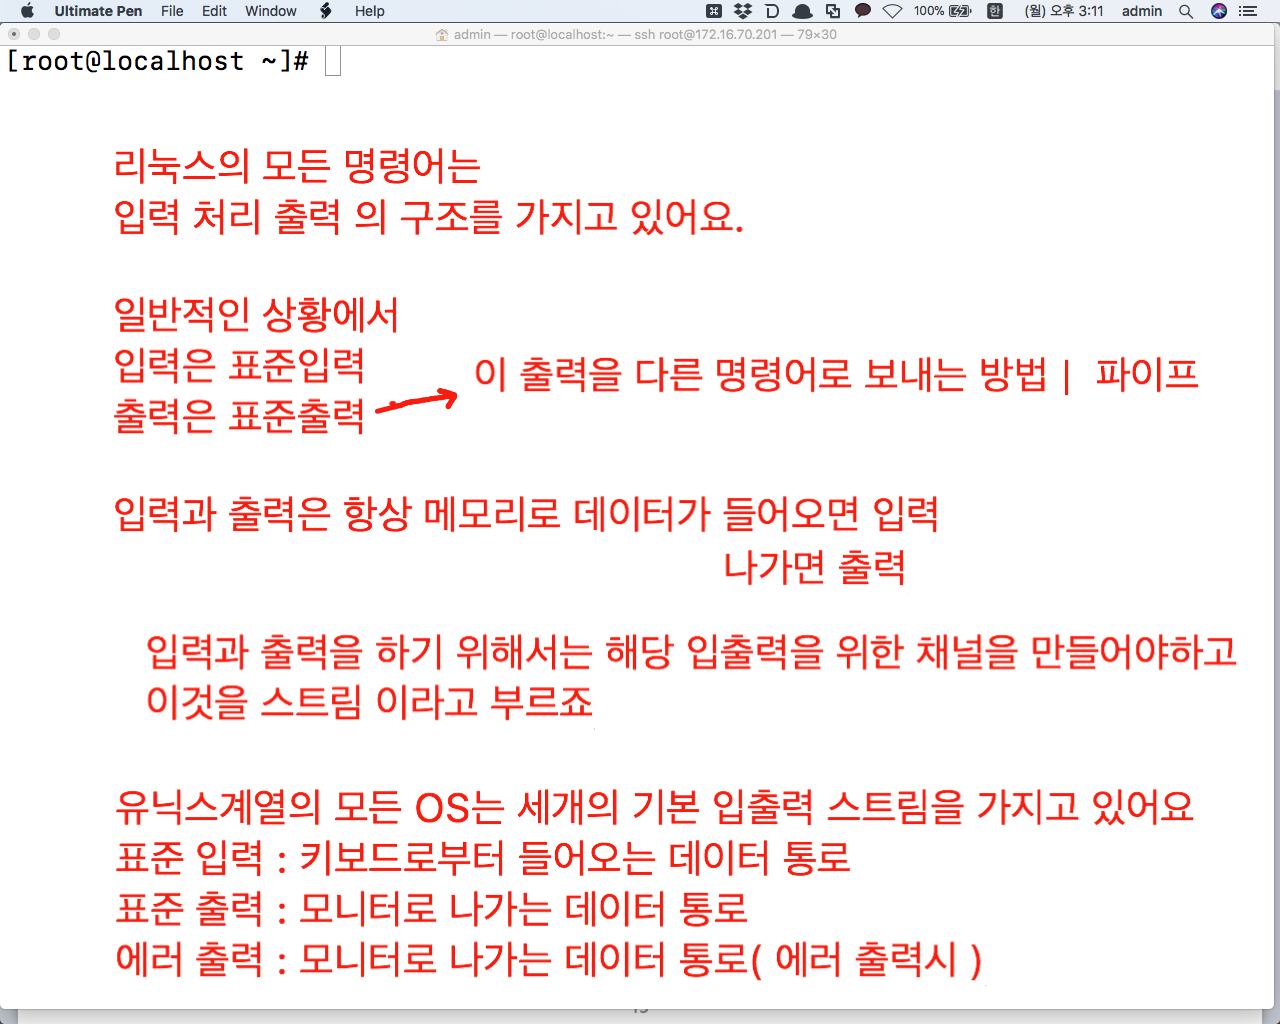 Ultimate Pen File Edit Window Help 100% 한 (월) 오후 3:11 admin
admin — root@localhost:~ — ssh root@172.16.70.201 — 79×30
[root@localhost ~]#
리눅스의 모든 명령어는
입력 처리 출력 의 구조를 가지고 있어요.
일반적인 상황에서
입력은 표준입력
이 출력을 다른 명령어로 보내는 방법 | 파이프
출력은 표준출력
입력과 출력은 항상 메모리로 데이터가 들어오면 입력
나가면 출력
입력과 출력을 하기 위해서는 해당 입출력을 위한 채널을 만들어야하고
이것을 스트림 이라고 부르죠
유닉스계열의 모든 OS는 세개의 기본 입출력 스트림을 가지고 있어요
표준 입력 : 키보드로부터 들어오는 데이터 통로
표준 출력 : 모니터로 나가는 데이터 통로
에러 출력 : 모니터로 나가는 데이터 통로( 에러 출력시 )